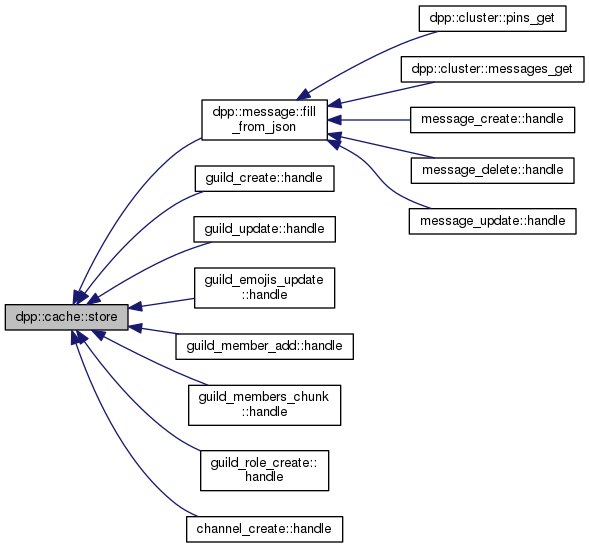 dpp::cluster::pins_get
dpp::cluster::messages_get
dpp::message::fill
_from_json
message_create::handle
message_delete::handle
guild_create::handle
message_update::handle
guild_update::handle
guild_emojis_update
::handle
dpp::cache::store
guild_member_add::handle
guild_members_chunk
::handle
guild_role_create::
handle
channel_create::handle